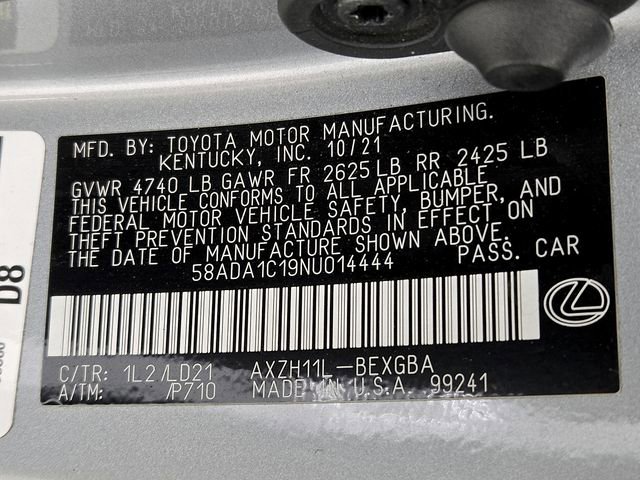 MFD. BY: TOYOTA MOTOR MANUFACTURING.
KENTUCKY, INC. 10/21
GVWR 4740 LB GAWR FR 2625 LB RR 2425 LB
THIS VEHICLE CONFORMS TO ALL APPLICABLE
FEDERAL MOTOR VEHICLE SAFETY, BUMPER, AND
THEFT PREVENTION STANDARDS IN EFFECT ON
THE DATE OF MANUFACTURE SHOWN ABOVE.
58ADA1C19NU014444 PASS. CAR
C/TR: 1L2 /LD21 AXZH11L-BEXGBA
A/TM: /P710 MADE IN U.S.A. 99241
D8